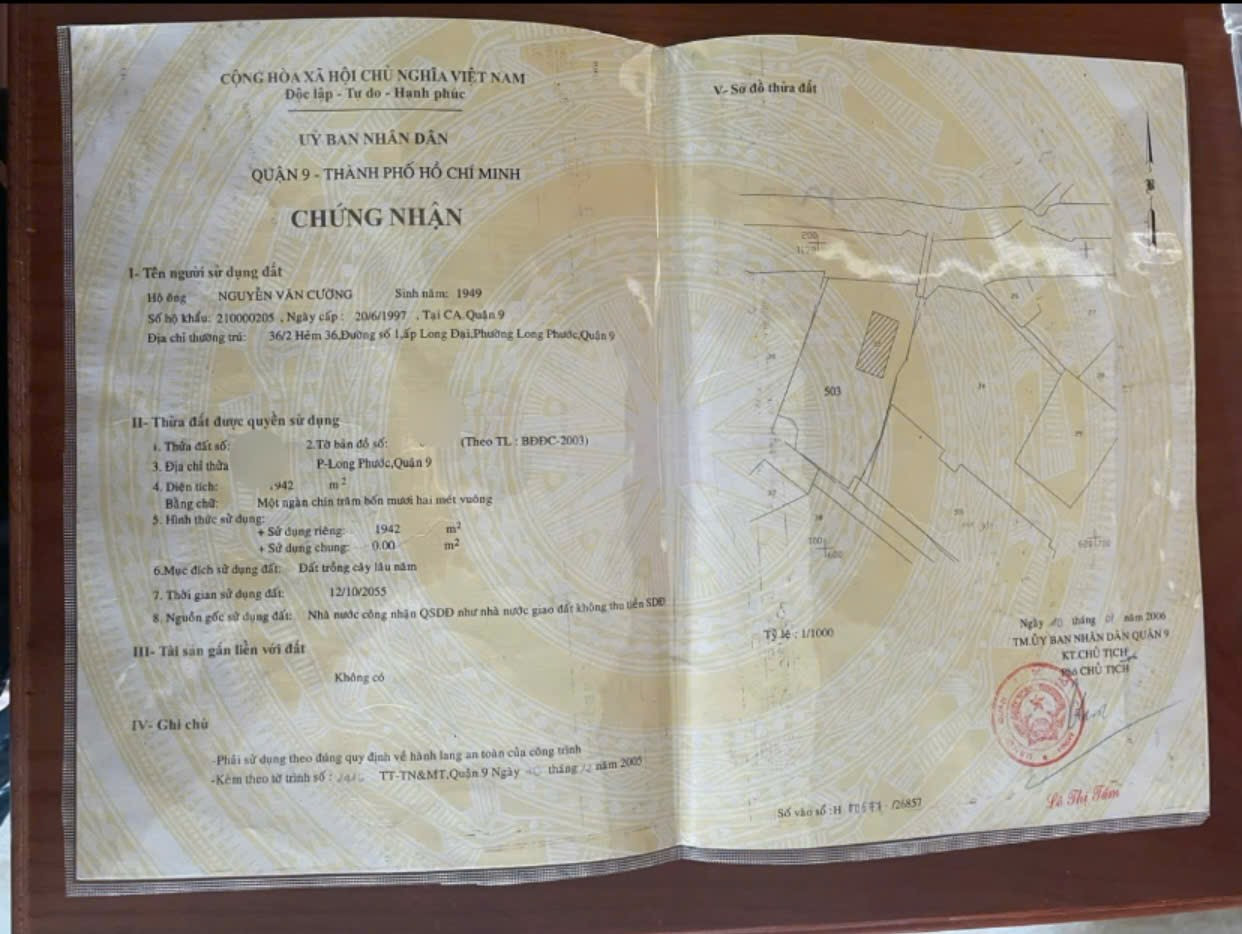 CỘNG HÒA XÃ HỘI CHỦ NGHĨA VIỆT NAM
Độc lập - Tự do - Hạnh phúc
UỶ BAN NHÂN DÂN
QUẬN 9 - THÀNH PHỐ HỒ CHÍ MINH
CHỨNG NHẬN
I- Tên người sử dụng đất
Hộ ông NGUYỄN VĂN CƯỜNG Sinh năm: 1949
Số hộ khẩu: 210000205 , Ngày cấp : 20/6/1997 , Tại CA.Quận 9
Địa chỉ thường trú: 36/2 Hẻm 36,Đường số 1,ấp Long Đại,Phường Long Phước,Quận 9
II- Thửa đất được quyền sử dụng
1. Thửa đất số: 2.Tờ bản đồ số: (Theo TL : BĐĐC-2003)
3. Địa chỉ thửa P-Long Phước,Quận 9
4. Diện tích: 942 m2
Bằng chữ: Một ngàn chín trăm bốn mươi hai mét vuông
5. Hình thức sử dụng:
+ Sử dụng riêng: 1942 m2
+ Sử dụng chung: 0.00 m2
6.Mục đích sử dụng đất: Đất trồng cây lâu năm
7. Thời gian sử dụng đất: 12/10/2055
8. Nguồn gốc sử dụng đất: Nhà nước công nhận QSDĐ như nhà nước giao đất không thu tiền SDĐ
III- Tài sản gắn liền với đất
Không có
IV- Ghi chú
-Phải sử dụng theo đúng quy định về hành lang an toàn của công trình
-Kèm theo tờ trình số : TT-TN&MT,Quận 9 Ngày tháng năm 2005
V- Sơ đồ thửa đất
200
503
100
600
Tỷ lệ : 1/1000
Ngày tháng 01 năm 2006
TM.ỦY BAN NHÂN DÂN QUẬN 9
KT.CHỦ TỊCH
PHÓ CHỦ TỊCH
Lê Thị Tám
Số vào sổ :H /26857